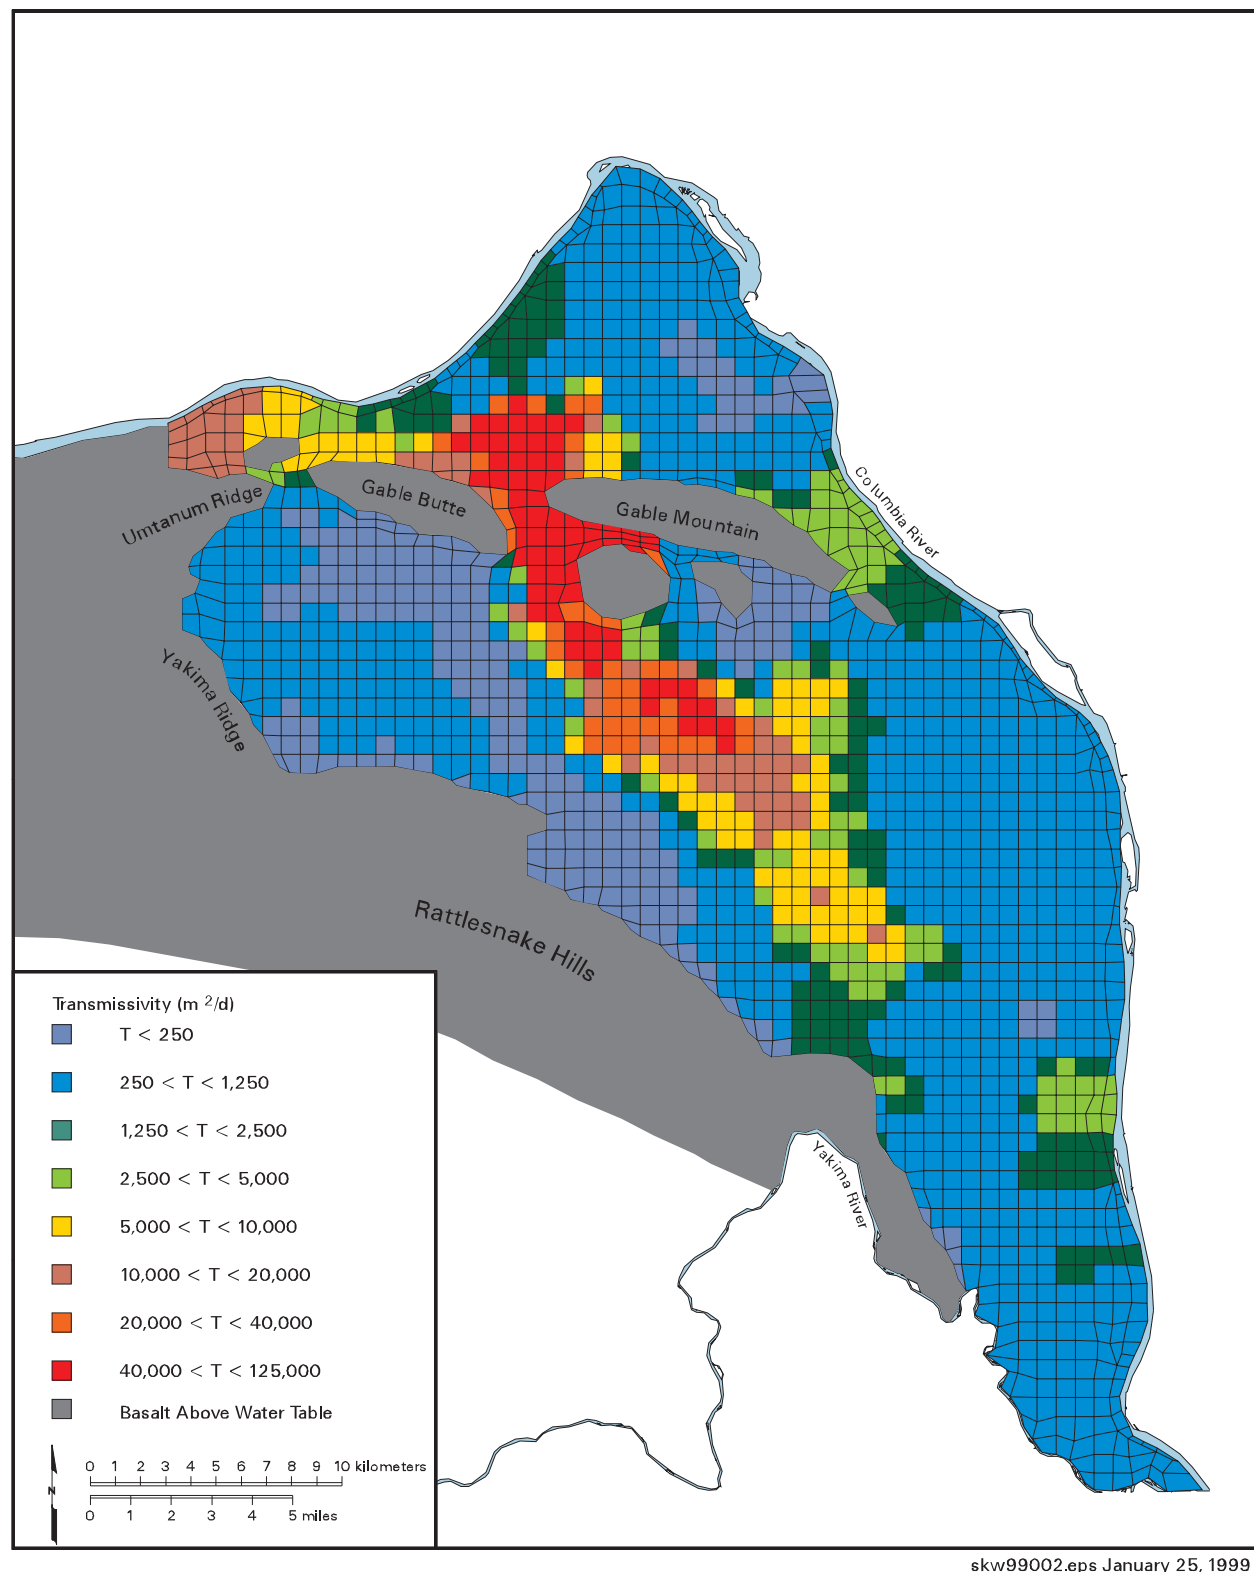 Columbia River
Umtanum Ridge
Gable Butte
Gable Mountain
Yakima Ridge
Rattlesnake Hills
Yakima River
Transmissivity (m 2/d)
T < 250
250 < T < 1,250
1,250 < T < 2,500
2,500 < T < 5,000
5,000 < T < 10,000
10,000 < T < 20,000
20,000 < T < 40,000
40,000 < T < 125,000
Basalt Above Water Table
0 1 2 3 4 5 6 7 8 9 10 kilometers
N
0 1 2 3 4 5 miles
skw99002.eps January 25, 1999